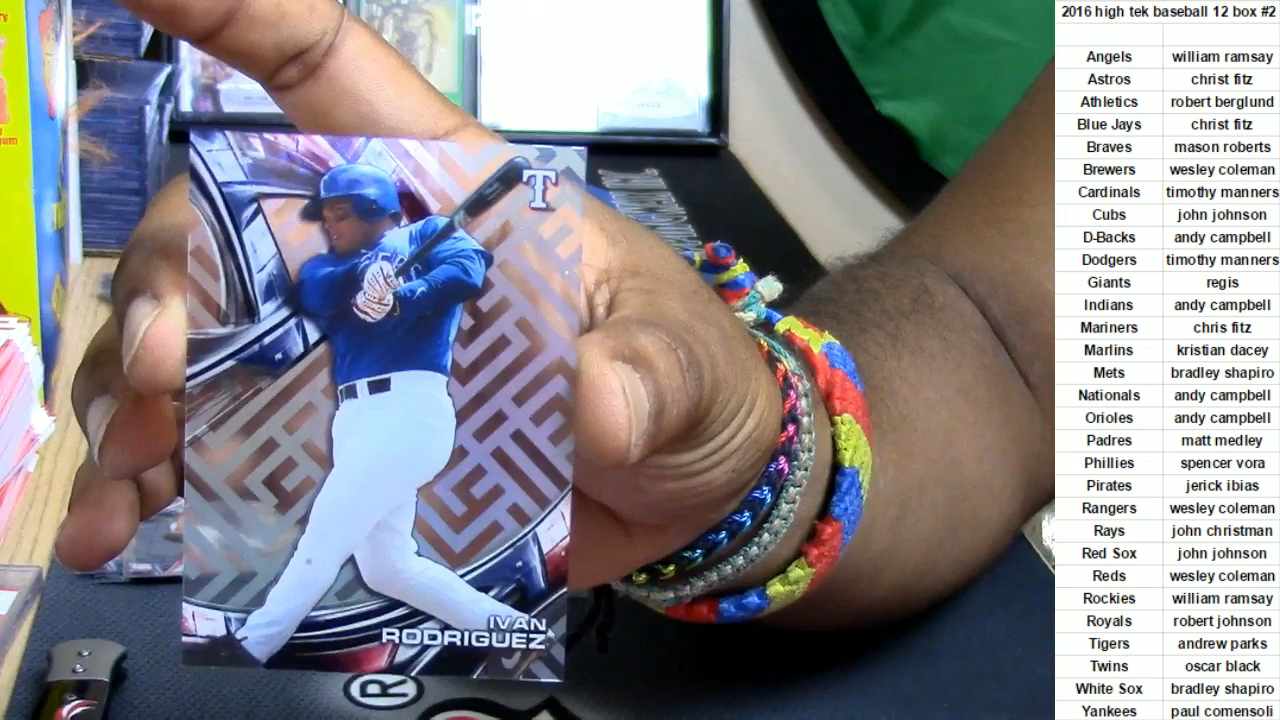 2016 high tek baseball 12 box #2
Angels william ramsay
Astros christ fitz
Athletics robert berglund
Blue Jays christ fitz
Braves mason roberts
Brewers wesley coleman
Cardinals timothy manners
Cubs john johnson
D-Backs andy campbell
Dodgers timothy manners
Giants regis
Indians andy campbell
Mariners chris fitz
Marlins kristian dacey
Mets bradley shapiro
Nationals andy campbell
Orioles andy campbell
Padres matt medley
Phillies spencer vora
Pirates jerick ibias
Rangers wesley coleman
Rays john christman
Red Sox john johnson
Reds wesley coleman
Rockies william ramsay
Royals robert johnson
Tigers andrew parks
Twins oscar black
White Sox bradley shapiro
Yankees paul comensoli
T
IVAN
RODRIGUEZ
®